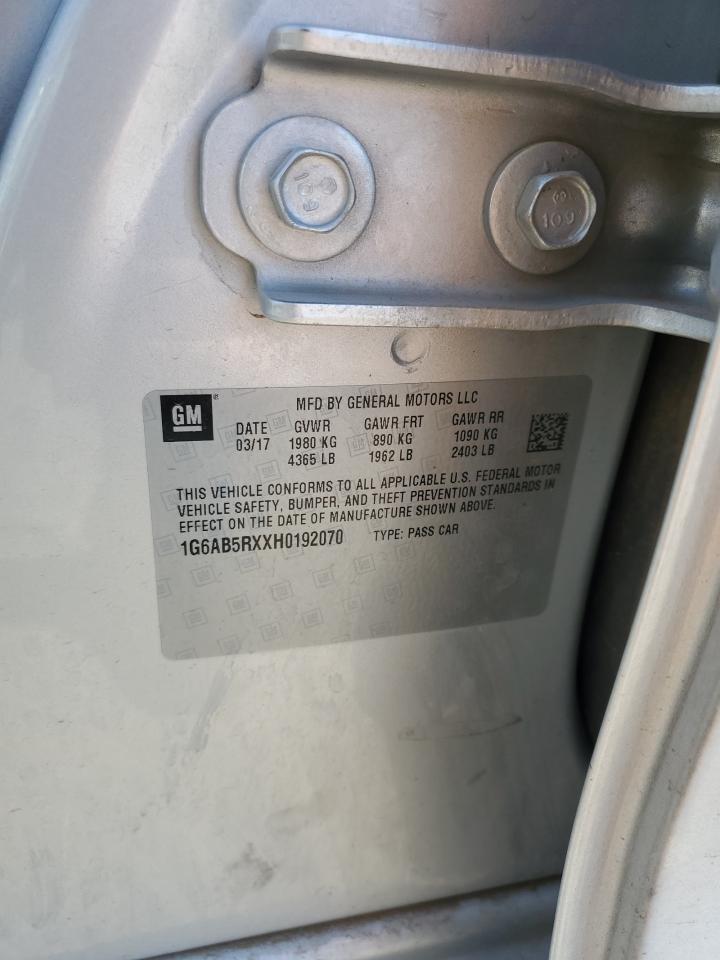 109
109
GM
MFD BY GENERAL MOTORS LLC
DATE GVWR GAWR FRT GAWR RR
03/17 1980 KG 890 KG 1090 KG
4365 LB 1962 LB 2403 LB
THIS VEHICLE CONFORMS TO ALL APPLICABLE U.S. FEDERAL MOTOR
VEHICLE SAFETY, BUMPER, AND THEFT PREVENTION STANDARDS IN
EFFECT ON THE DATE OF MANUFACTURE SHOWN ABOVE.
1G6AB5RXXH0192070 TYPE: PASS CAR